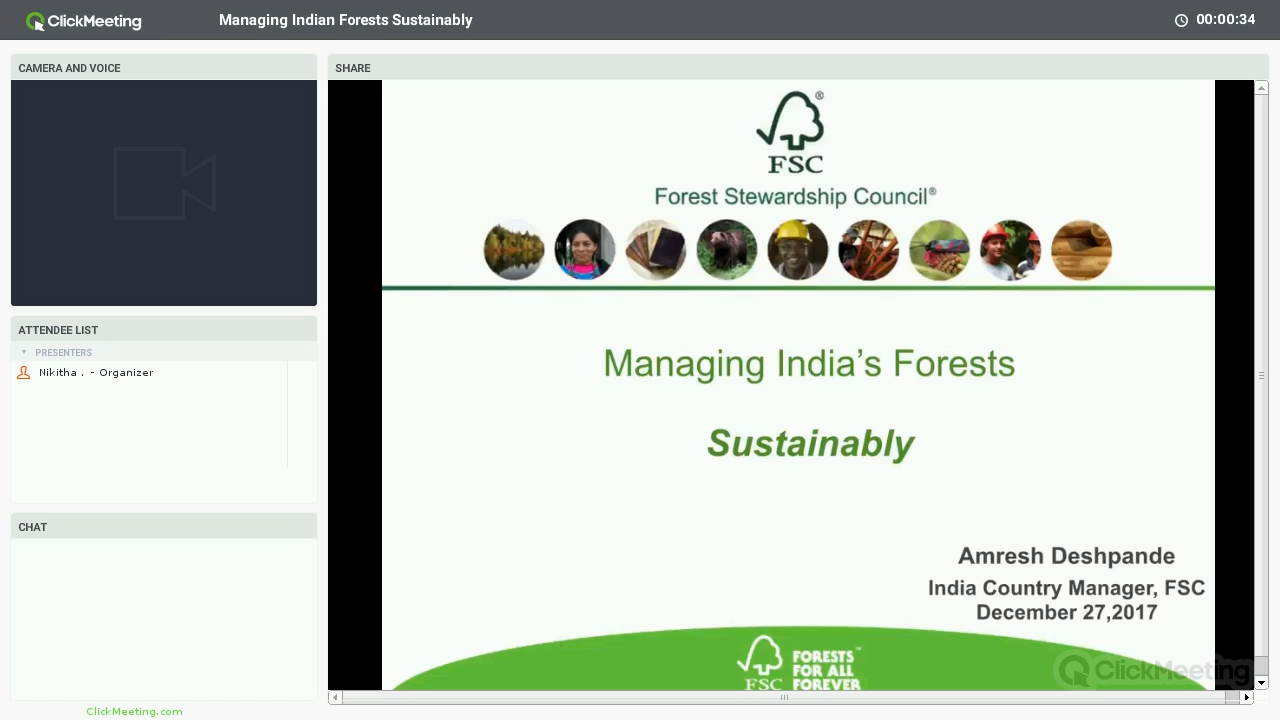 ClickMeeting
Managing Indian Forests Sustainably
00:00:34
CAMERA AND VOICE
SHARE
FSC
®
Forest Stewardship Council®
Managing India's Forests
Sustainably
Amresh Deshpande
India Country Manager, FSC
December 27,2017
FSC
FORESTS™
FOR ALL
FOREVER
ClickMeeting
ATTENDEE LIST
PRESENTERS
Nikitha . - Organizer
CHAT
ClickMeeting.com